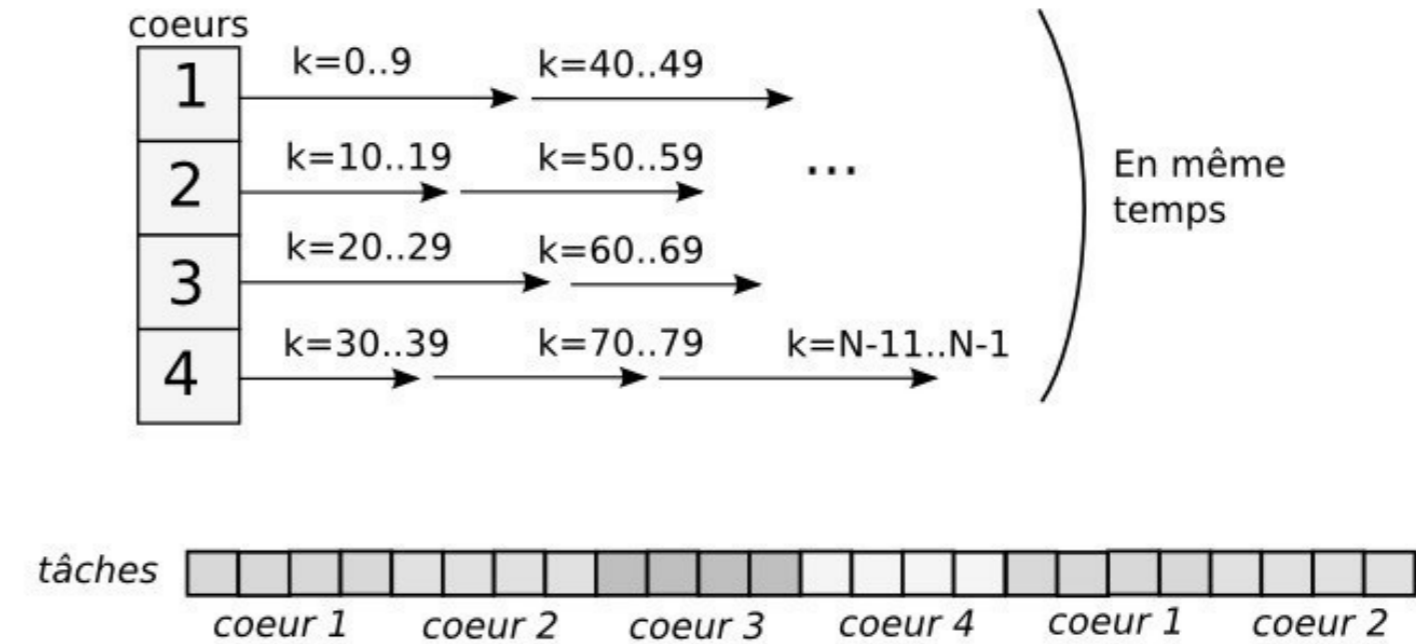 coeurs
1 k=0..9 k=40..49
2 k=10..19 k=50..59 ...
3 k=20..29 k=60..69
4 k=30..39 k=70..79 k=N-11..N-1
En même
temps
tâches
coeur 1 coeur 2 coeur 3 coeur 4 coeur 1 coeur 2